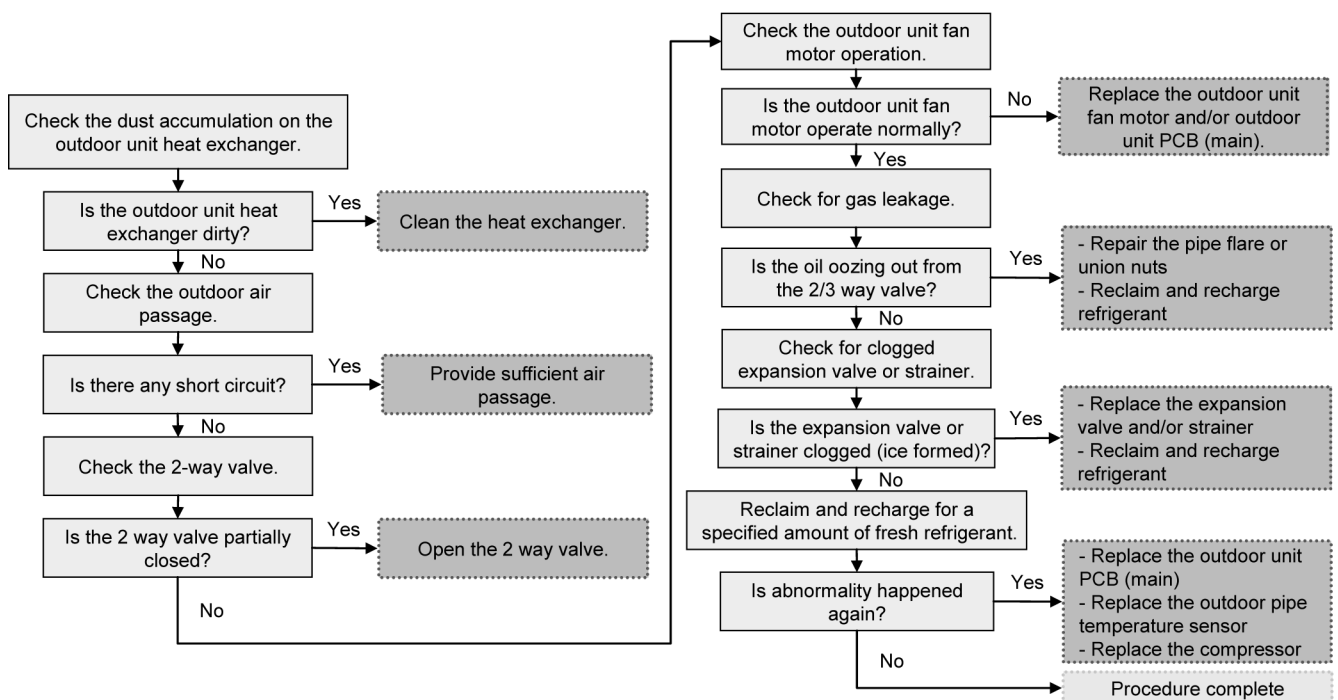 Check the dust accumulation on the
outdoor unit heat exchanger.
Is the outdoor unit heat
exchanger dirty?
Yes
Clean the heat exchanger.
No
Check the outdoor air
passage.
Is there any short circuit?
Yes
Provide sufficient air
passage.
No
Check the 2-way valve.
Is the 2 way valve partially
closed?
Yes
Open the 2 way valve.
No
Check the outdoor unit fan
motor operation.
Is the outdoor unit fan
motor operate normally?
No
Replace the outdoor unit
fan motor and/or outdoor
unit PCB (main).
Yes
Check for gas leakage.
Is the oil oozing out from
the 2/3 way valve?
Yes
- Repair the pipe flare or
union nuts
- Reclaim and recharge
refrigerant
No
Check for clogged
expansion valve or strainer.
Is the expansion valve or
strainer clogged (ice formed)?
Yes
- Replace the expansion
valve and/or strainer
- Reclaim and recharge
refrigerant
No
Reclaim and recharge for a
specified amount of fresh refrigerant.
Is abnormality happened
again?
Yes
- Replace the outdoor unit
PCB (main)
- Replace the outdoor pipe
temperature sensor
- Replace the compressor
No
Procedure complete